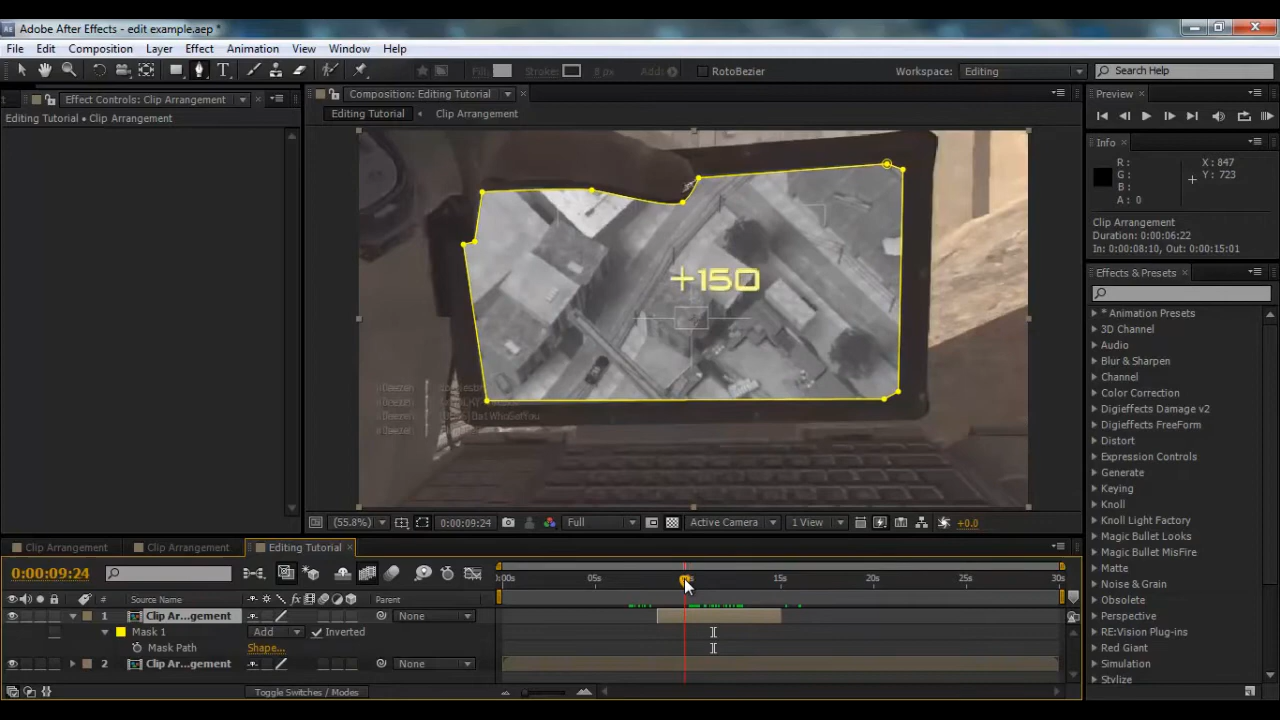 Adobe After Effects - edit example.aep *
File Edit Composition Layer Effect Animation View Window Help
Fill: Stroke: 8 px Add: RotoBezier Workspace: Editing Search Help
Effect Controls: Clip Arrangement
Editing Tutorial • Clip Arrangement
Composition: Editing Tutorial
Editing Tutorial Clip Arrangement
+150
(55.8%) 0:00:09:24 Full Active Camera 1 View +0.0
Preview
Info
R: X: 847
G: Y: 723
B:
A: 0
Clip Arrangement
Duration: 0:00:06:22
In: 0:00:08:10, Out: 0:00:15:01
Effects & Presets
* Animation Presets
3D Channel
Audio
Blur & Sharpen
Channel
Color Correction
Digieffects Damage v2
Digieffects FreeForm
Distort
Expression Controls
Generate
Keying
Knoll
Knoll Light Factory
Magic Bullet Looks
Magic Bullet MisFire
Matte
Noise & Grain
Obsolete
Perspective
RE:Vision Plug-ins
Red Giant
Simulation
Stylize
Clip Arrangement Clip Arrangement Editing Tutorial
0:00:09:24
:00s 05s 15s 20s 25s 30s
# Source Name Parent
1 Clip Ar...gement None
Mask 1 Add Inverted
Mask Path Shape...
2 Clip Ar...gement None
Toggle Switches / Modes